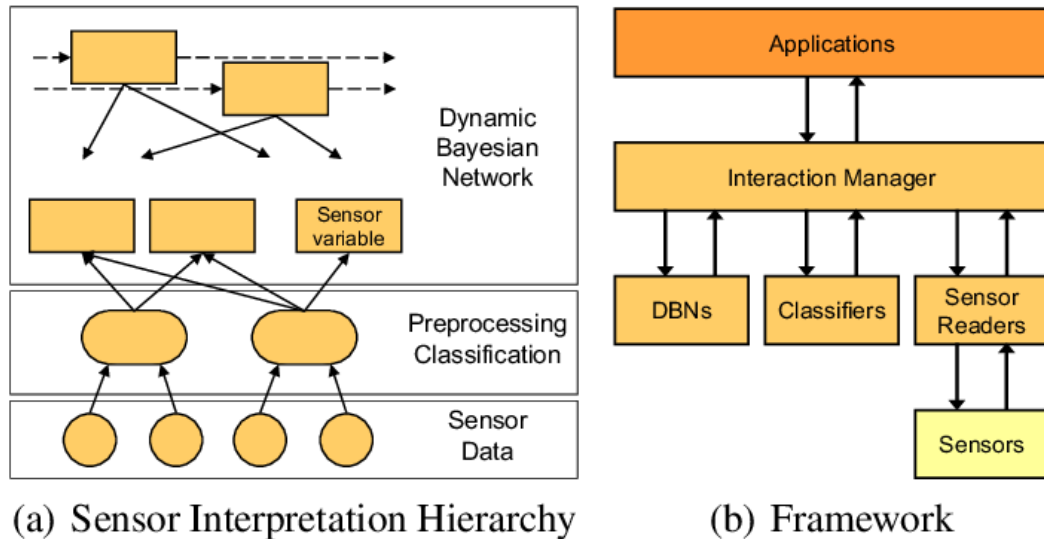 Dynamic
Bayesian
Network
Sensor
variable
Preprocessing
Classification
Sensor
Data
(a) Sensor Interpretation Hierarchy
Applications
Interaction Manager
DBNs
Classifiers
Sensor
Readers
Sensors
(b) Framework